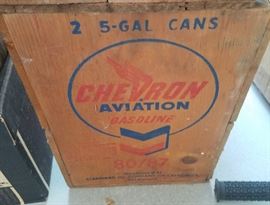 2 5-GAL CANS
CHEVRON
AVIATION
GASOLINE
80/87
STANDARD OIL COMPANY OF CALIFORNIA